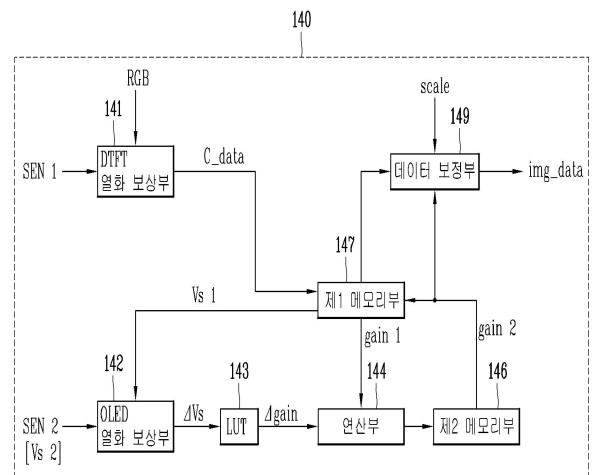 140
RGB
scale
141
149
DTFT
열화 보상부
SEN 1
C_data
데이터 보정부
img_data
147
제1 메모리부
Vs 1
gain 1
gain 2
142
143
144
146
OLED
열화 보상부
SEN 2
[Vs 2]
ΔVs
LUT
Δgain
연산부
제2 메모리부